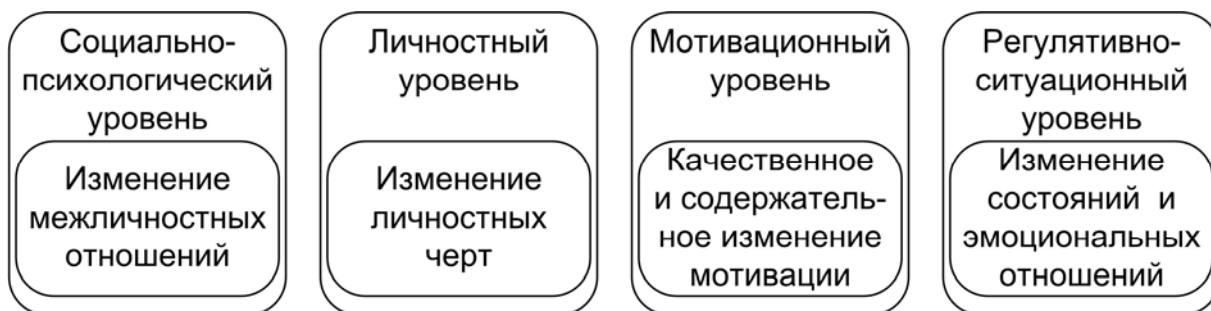 Социально-
психологический
уровень
Изменение
межличностных
отношений
Личностный
уровень
Изменение
личностных
черт
Мотивационный
уровень
Качественное
и содержатель-
ное изменение
мотивации
Регулятивно-
ситуационный
уровень
Изменение
состояний и
эмоциональных
отношений